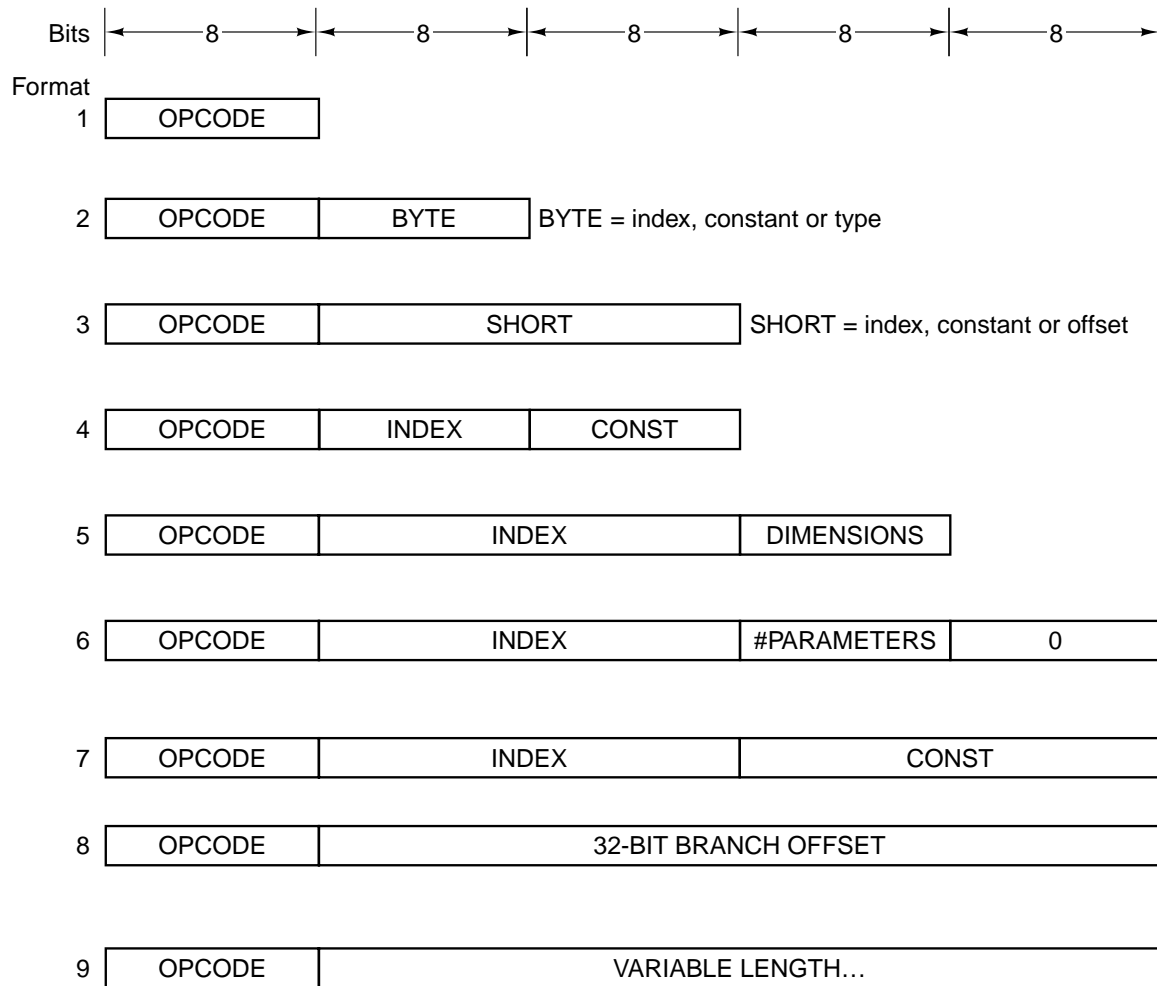 Bits 8 8 8 8 8
Format
1 OPCODE
2 OPCODE BYTE BYTE = index, constant or type
3 OPCODE SHORT SHORT = index, constant or offset
4 OPCODE INDEX CONST
5 OPCODE INDEX DIMENSIONS
6 OPCODE INDEX #PARAMETERS 0
7 OPCODE INDEX CONST
8 OPCODE 32-BIT BRANCH OFFSET
9 OPCODE VARIABLE LENGTH…